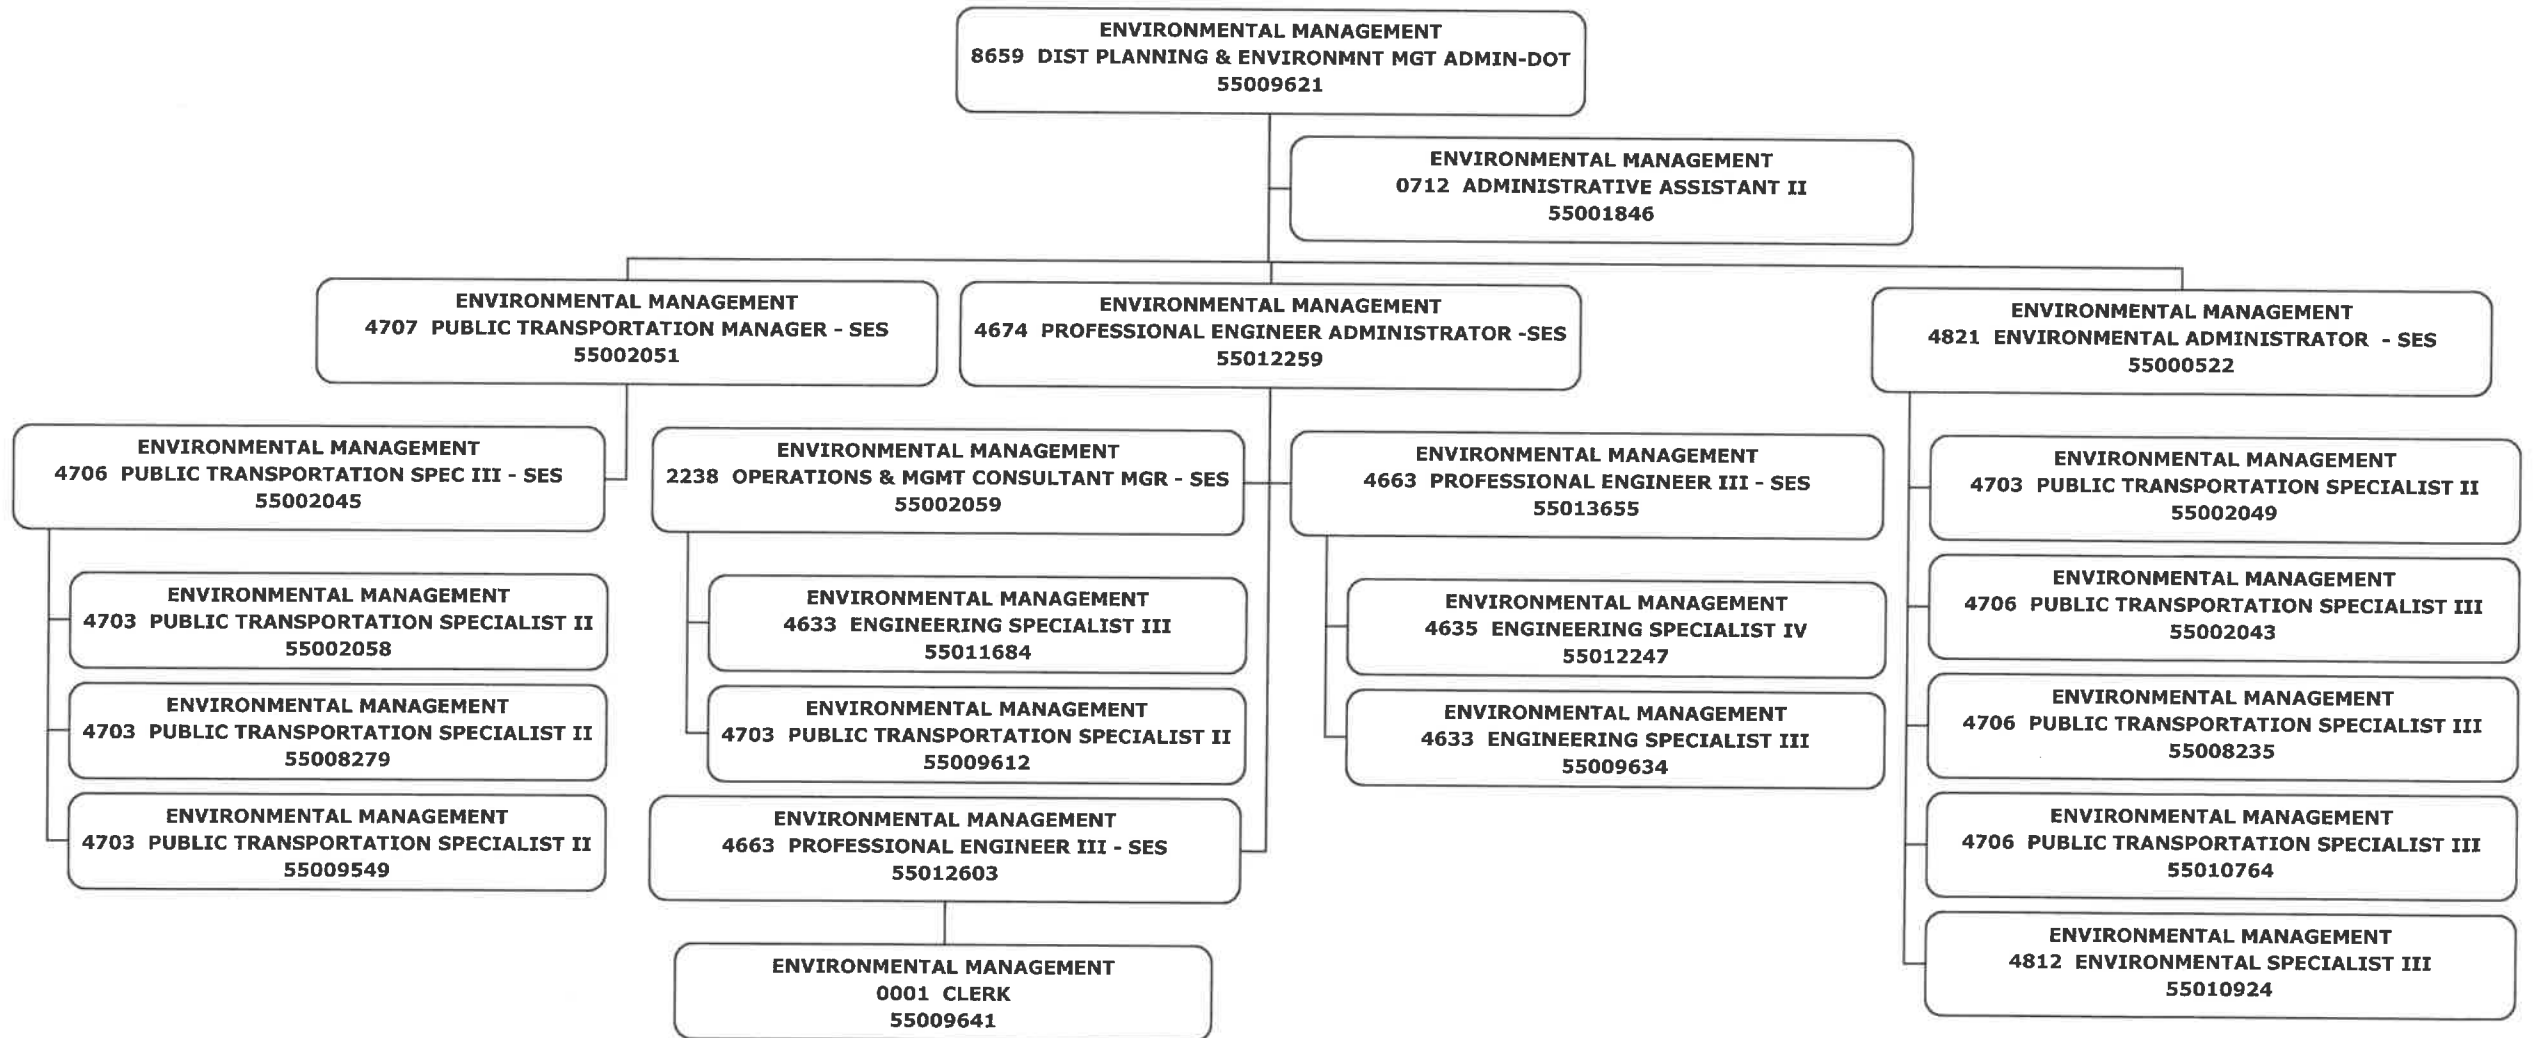 ENVIRONMENTAL MANAGEMENT
8659 DIST PLANNING & ENVIRONMNT MGT ADMIN-DOT
55009621
ENVIRONMENTAL MANAGEMENT
0712 ADMINISTRATIVE ASSISTANT II
55001846
ENVIRONMENTAL MANAGEMENT
4707 PUBLIC TRANSPORTATION MANAGER - SES
55002051
ENVIRONMENTAL MANAGEMENT
4674 PROFESSIONAL ENGINEER ADMINISTRATOR -SES
55012259
ENVIRONMENTAL MANAGEMENT
4821 ENVIRONMENTAL ADMINISTRATOR - SES
55000522
ENVIRONMENTAL MANAGEMENT
4706 PUBLIC TRANSPORTATION SPEC III - SES
55002045
ENVIRONMENTAL MANAGEMENT
4703 PUBLIC TRANSPORTATION SPECIALIST II
55002058
ENVIRONMENTAL MANAGEMENT
4703 PUBLIC TRANSPORTATION SPECIALIST II
55008279
ENVIRONMENTAL MANAGEMENT
4703 PUBLIC TRANSPORTATION SPECIALIST II
55009549
ENVIRONMENTAL MANAGEMENT
2238 OPERATIONS & MGMT CONSULTANT MGR - SES
55002059
ENVIRONMENTAL MANAGEMENT
4633 ENGINEERING SPECIALIST III
55011684
ENVIRONMENTAL MANAGEMENT
4703 PUBLIC TRANSPORTATION SPECIALIST II
55009612
ENVIRONMENTAL MANAGEMENT
4663 PROFESSIONAL ENGINEER III - SES
55012603
ENVIRONMENTAL MANAGEMENT
0001 CLERK
55009641
ENVIRONMENTAL MANAGEMENT
4663 PROFESSIONAL ENGINEER III - SES
55013655
ENVIRONMENTAL MANAGEMENT
4635 ENGINEERING SPECIALIST IV
55012247
ENVIRONMENTAL MANAGEMENT
4633 ENGINEERING SPECIALIST III
55009634
ENVIRONMENTAL MANAGEMENT
4703 PUBLIC TRANSPORTATION SPECIALIST II
55002049
ENVIRONMENTAL MANAGEMENT
4706 PUBLIC TRANSPORTATION SPECIALIST III
55002043
ENVIRONMENTAL MANAGEMENT
4706 PUBLIC TRANSPORTATION SPECIALIST III
55008235
ENVIRONMENTAL MANAGEMENT
4706 PUBLIC TRANSPORTATION SPECIALIST III
55010764
ENVIRONMENTAL MANAGEMENT
4812 ENVIRONMENTAL SPECIALIST III
55010924